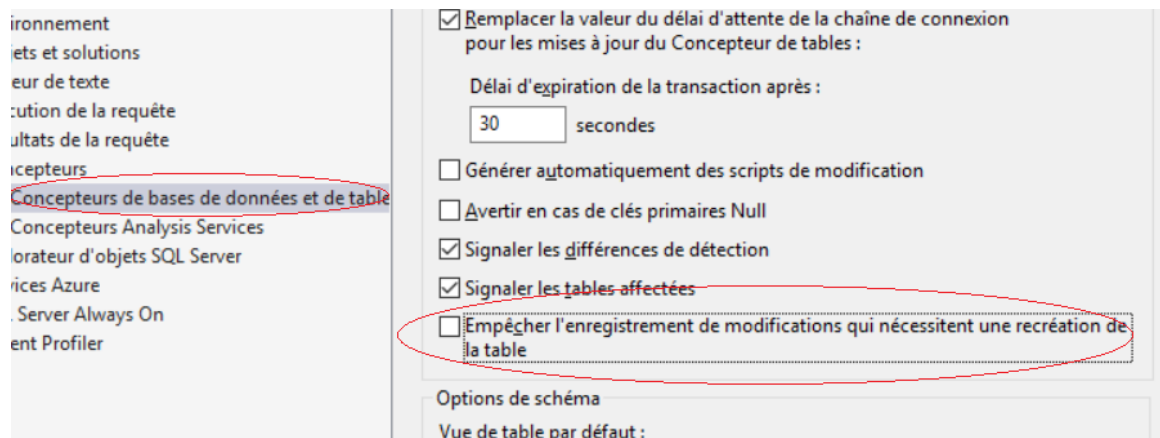 ironnement
ets et solutions
eur de texte
ution de la requête
ultats de la requête
cepteurs
Concepteurs de bases de données et de table
Concepteurs Analysis Services
lorateur d'objets SQL Server
vices Azure
. Server Always On
ent Profiler
Remplacer la valeur du délai d'attente de la chaîne de connexion
pour les mises à jour du Concepteur de tables :
Délai d'expiration de la transaction après :
30 secondes
Générer automatiquement des scripts de modification
Avertir en cas de clés primaires Null
Signaler les différences de détection
Signaler les tables affectées
Empêcher l'enregistrement de modifications qui nécessitent une recréation de
la table
Options de schéma
Vue de table par défaut :